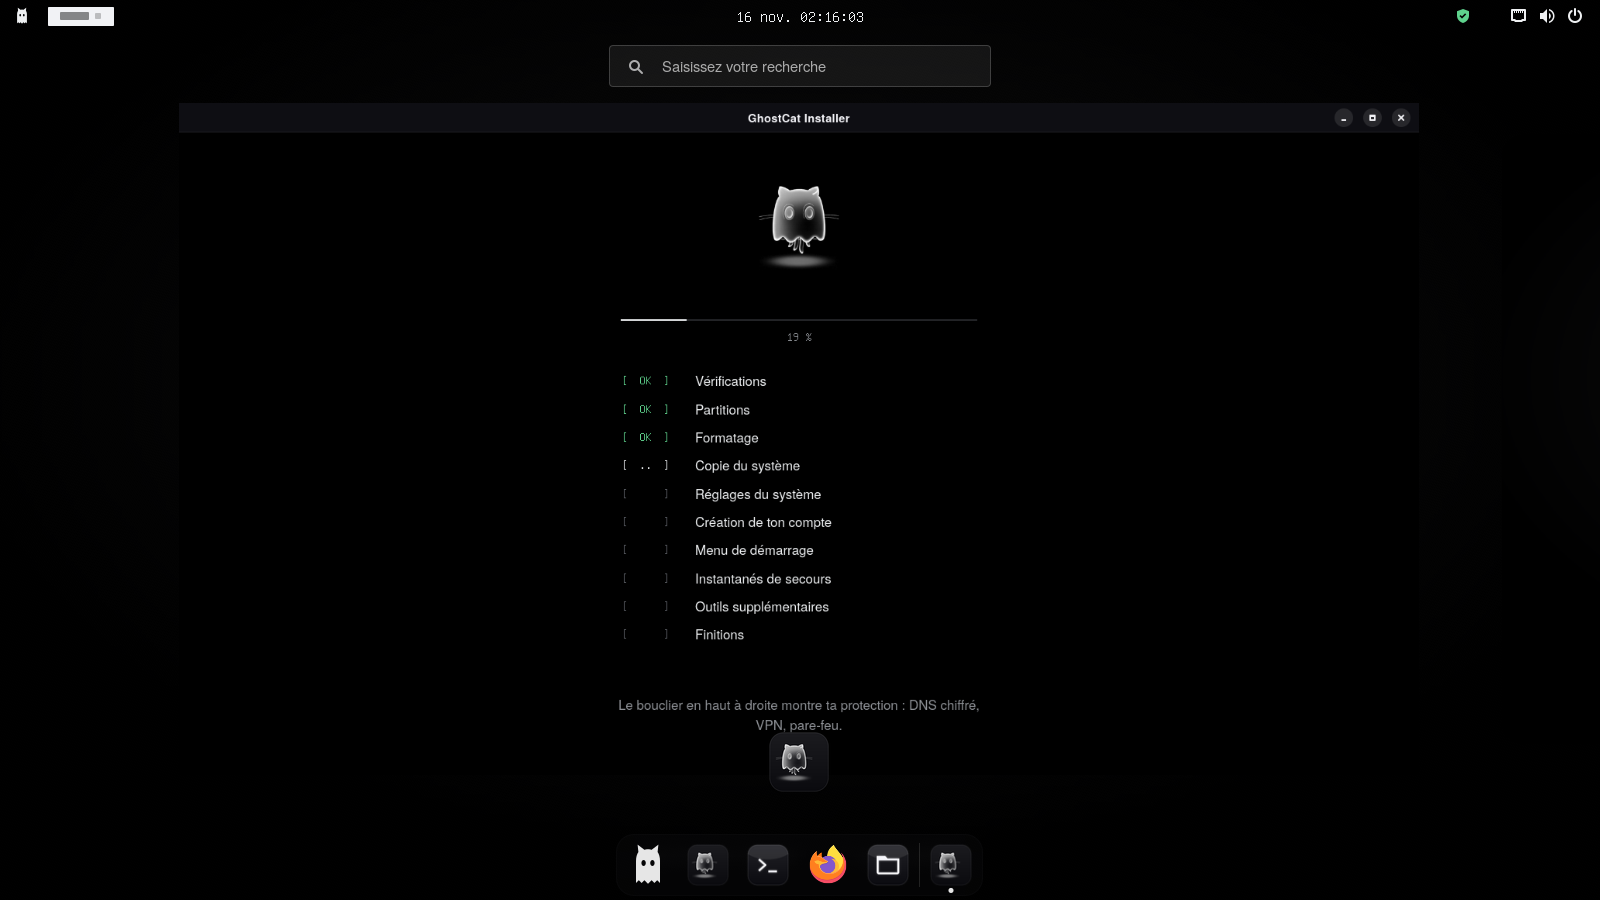 16 nov. 02:16:03
Saisissez votre recherche
GhostCat Installer
19 %
[ OK ] Vérifications
[ OK ] Partitions
[ OK ] Formatage
[ .. ] Copie du système
[ ] Réglages du système
[ ] Création de ton compte
[ ] Menu de démarrage
[ ] Instantanés de secours
[ ] Outils supplémentaires
[ ] Finitions
Le bouclier en haut à droite montre ta protection : DNS chiffré,
VPN, pare-feu.